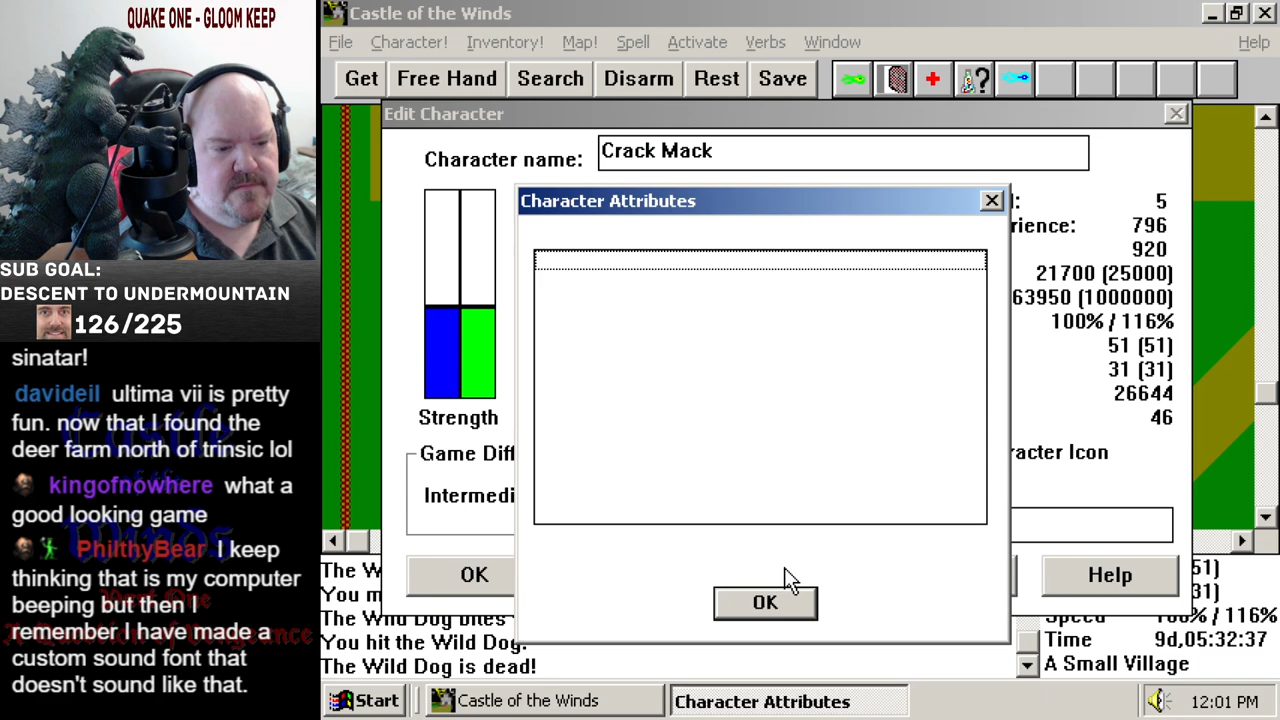 QUAKE ONE - GLOOM KEEP
SUB GOAL:
DESCENT TO UNDERMOUNTAIN
126/225
sinatar!
davideil ultima vii is pretty
fun. now that I found the
deer farm north of trinsic lol
kingofnowhere what a
good looking game
PhilthyBear I keep
thinking that is my computer
beeping but then I
remember I have made a
custom sound font that
doesn't sound like that.
Castle of the Winds
File Character! Inventory! Map! Spell Activate Verbs Window Help
Get Free Hand Search Disarm Rest Save
Edit Character
Character name: Crack Mack
Character Attributes
5
rience: 796
920
21700 (25000)
63950 (1000000)
100% / 116%
51 (51)
31 (31)
26644
46
Strength
Game Diff
Intermedi
racter Icon
OK
OK
Help
The W
You m
The Wild Dog bites
You hit the Wild Dog.
The Wild Dog is dead!
51)
31)
Speed 100% / 116%
Time 9d,05:32:37
A Small Village
Start
Castle of the Winds
Character Attributes
12:01 PM